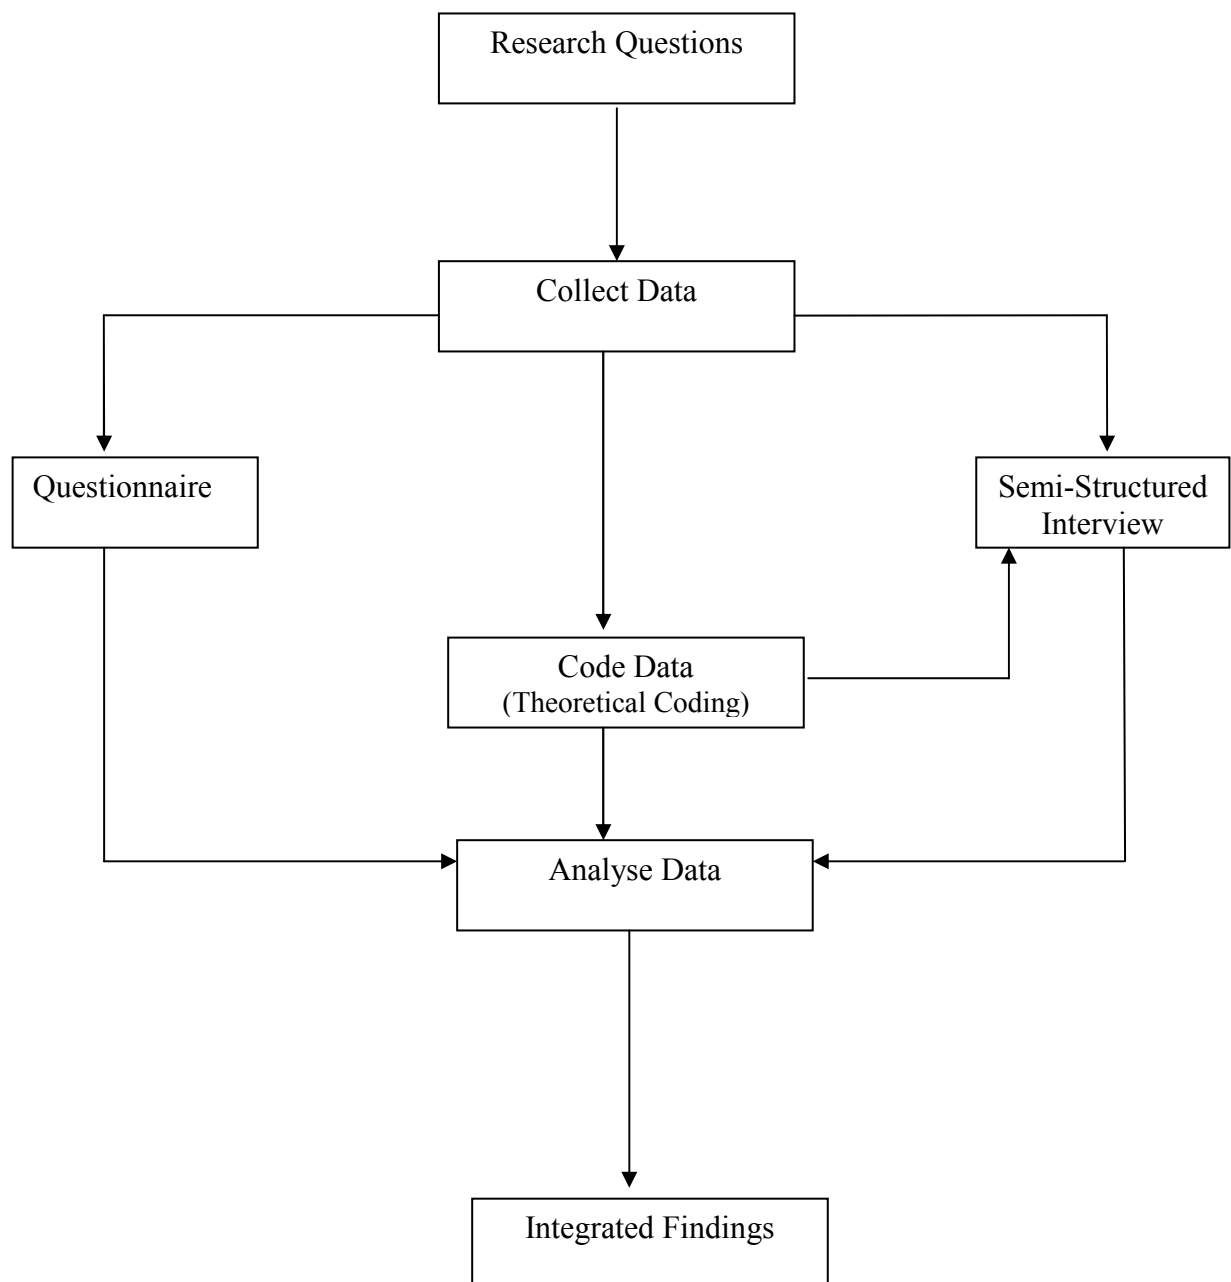 Research Questions
Collect Data
Questionnaire
Semi-Structured
Interview
Code Data
(Theoretical Coding)
Analyse Data
Integrated Findings